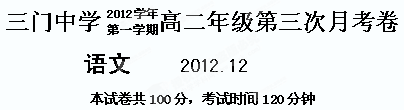 三门中学2012学年第一学期高二年级第三次月考卷
语文 2012.12
本试卷共100分，考试时间120分钟